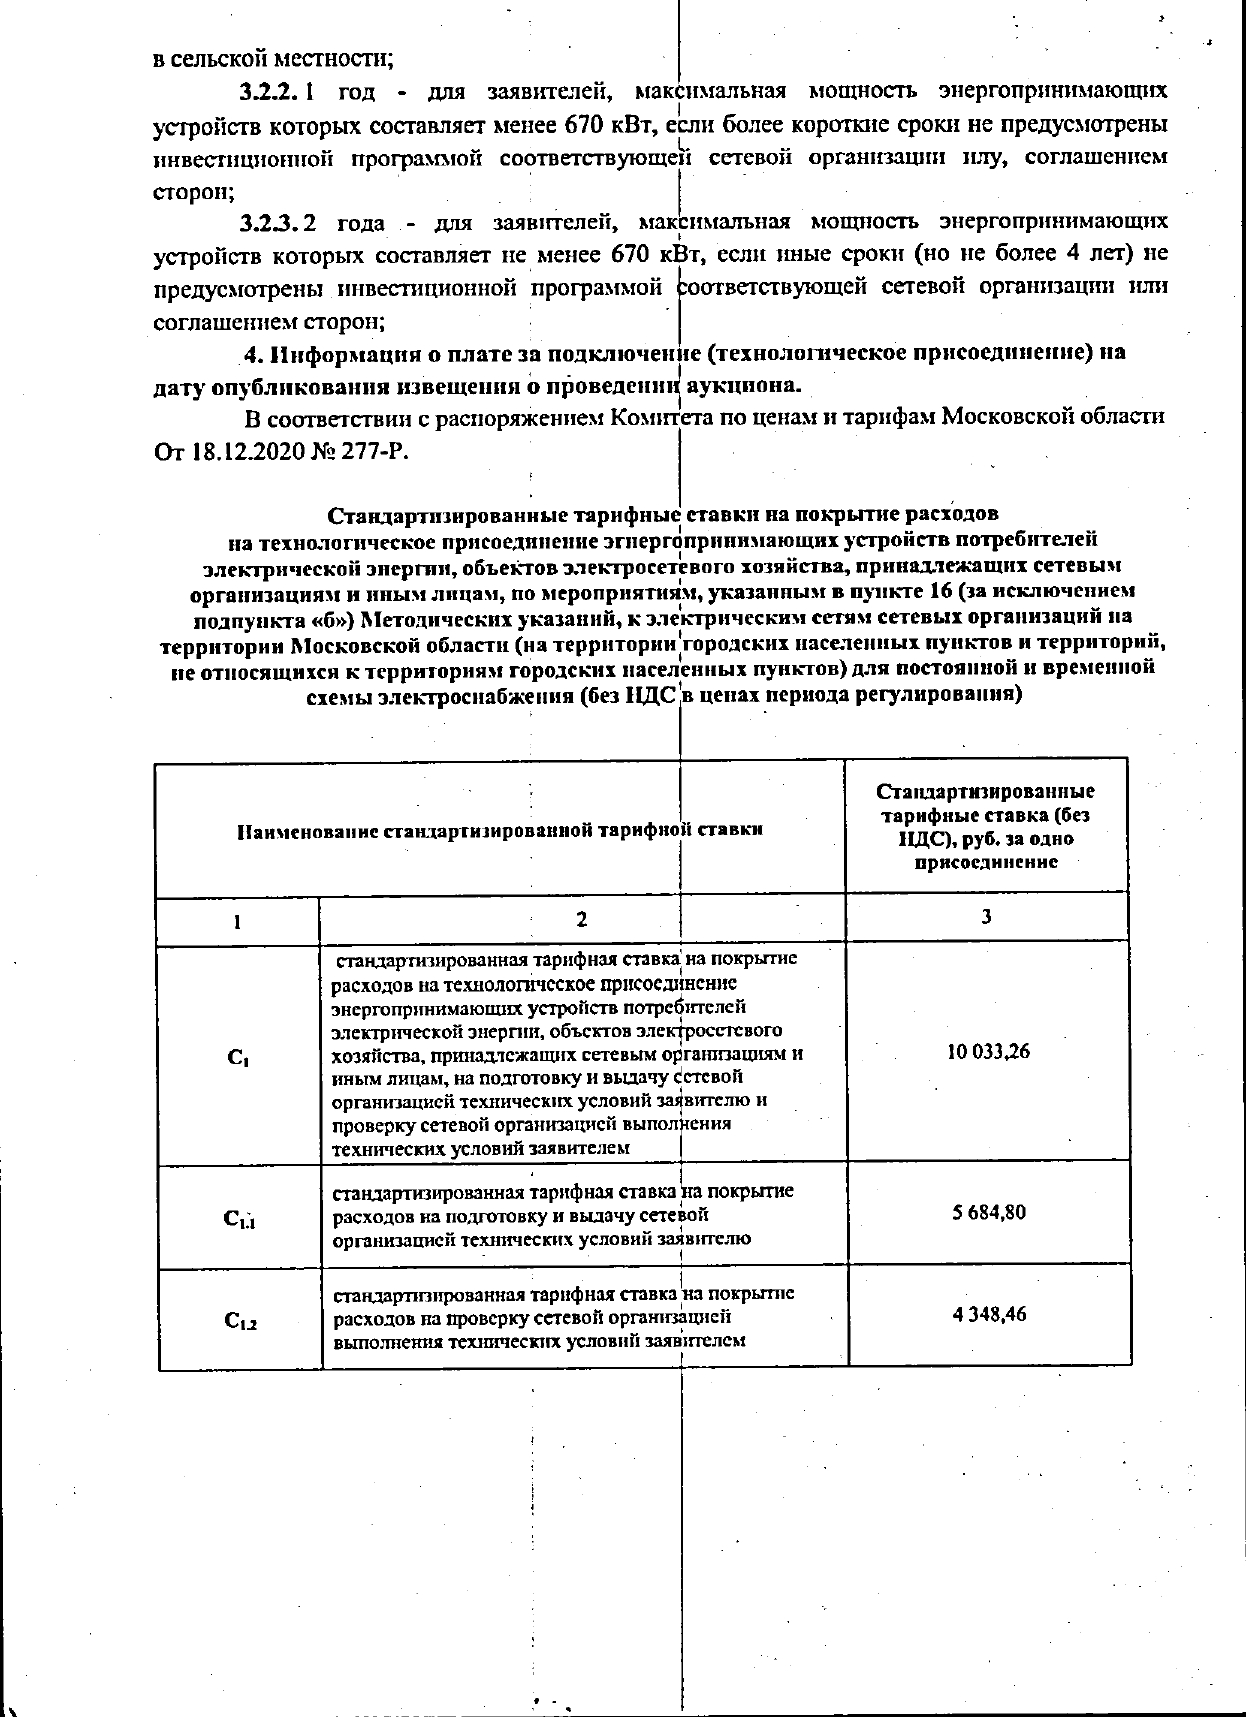 в сельской местности;
3.2.2. 1 год - для заявителей, максимальная мощность энергопринимающих
устройств которых составляет менее 670 кВт, если более короткие сроки не предусмотрены
инвестиционной программой соответствующей сетевой организации илу, соглашением
сторон;
3.2.3. 2 года - для заявителей, максимальная мощность энергопринимающих
устройств которых составляет не менее 670 кВт, если иные сроки (но не более 4 лет) не
предусмотрены инвестиционной программой соответствующей сетевой организации или
соглашением сторон;
4. Информация о плате за подключение (технологическое присоединение) на
дату опубликования извещения о проведении аукциона.
В соответствии с распоряжением Комитета по ценам и тарифам Московской области
От 18.12.2020 № 277-Р.
Стандартизированные тарифные ставки на покрытие расходов
на технологическое присоединение эгнергопринимающих устройств потребителей
электрической энергии, объектов электросетевого хозяйства, принадлежащих сетевым
организациям и иным лицам, по мероприятиям, указанным в пункте 16 (за исключением
подпункта «б») Методических указаний, к электрическим сетям сетевых организаций на
территории Московской области (на территории городских населенных пунктов и территорий,
не относящихся к территориям городских населенных пунктов) для постоянной и временной
схемы электроснабжения (без НДС в ценах периода регулирования)
Наименование стандартизированной тарифной ставки
Стандартизированные
тарифные ставка (без
НДС), руб. за одно
присоединение
1
2
3
C1
стандартизированная тарифная ставка на покрытие
расходов на технологическое присоединение
энергопринимающих устройств потребителей
электрической энергии, объектов электросетевого
хозяйства, принадлежащих сетевым организациям и
иным лицам, на подготовку и выдачу сетевой
организацией технических условий заявителю и
проверку сетевой организацией выполнения
технических условий заявителем
10 033,26
C1.1
стандартизированная тарифная ставка на покрытие
расходов на подготовку и выдачу сетевой
организацией технических условий заявителю
5 684,80
C1.2
стандартизированная тарифная ставка на покрытие
расходов на проверку сетевой организацией
выполнения технических условий заявителем
4 348,46